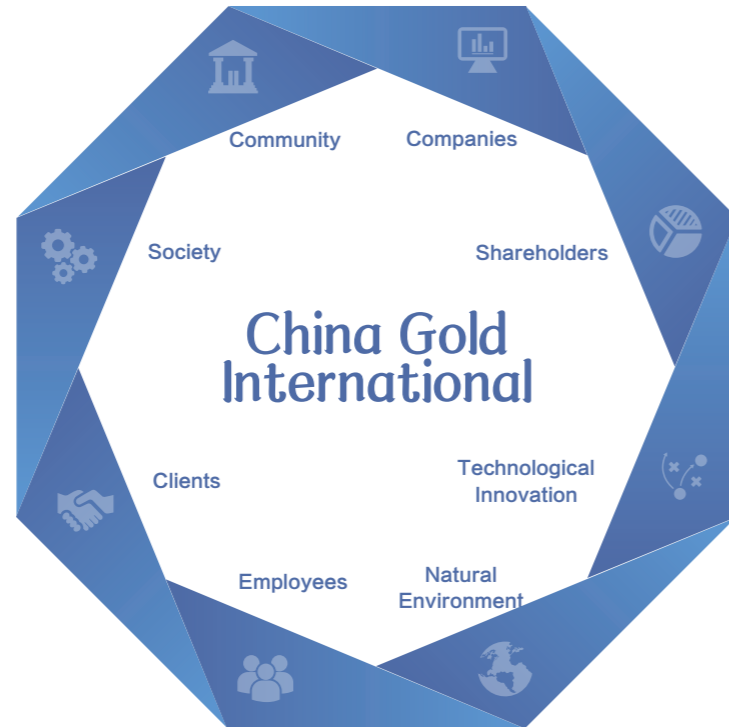 Community
Companies
Society
Shareholders
China Gold
International
Clients
Technological
Innovation
Employees
Natural
Environment